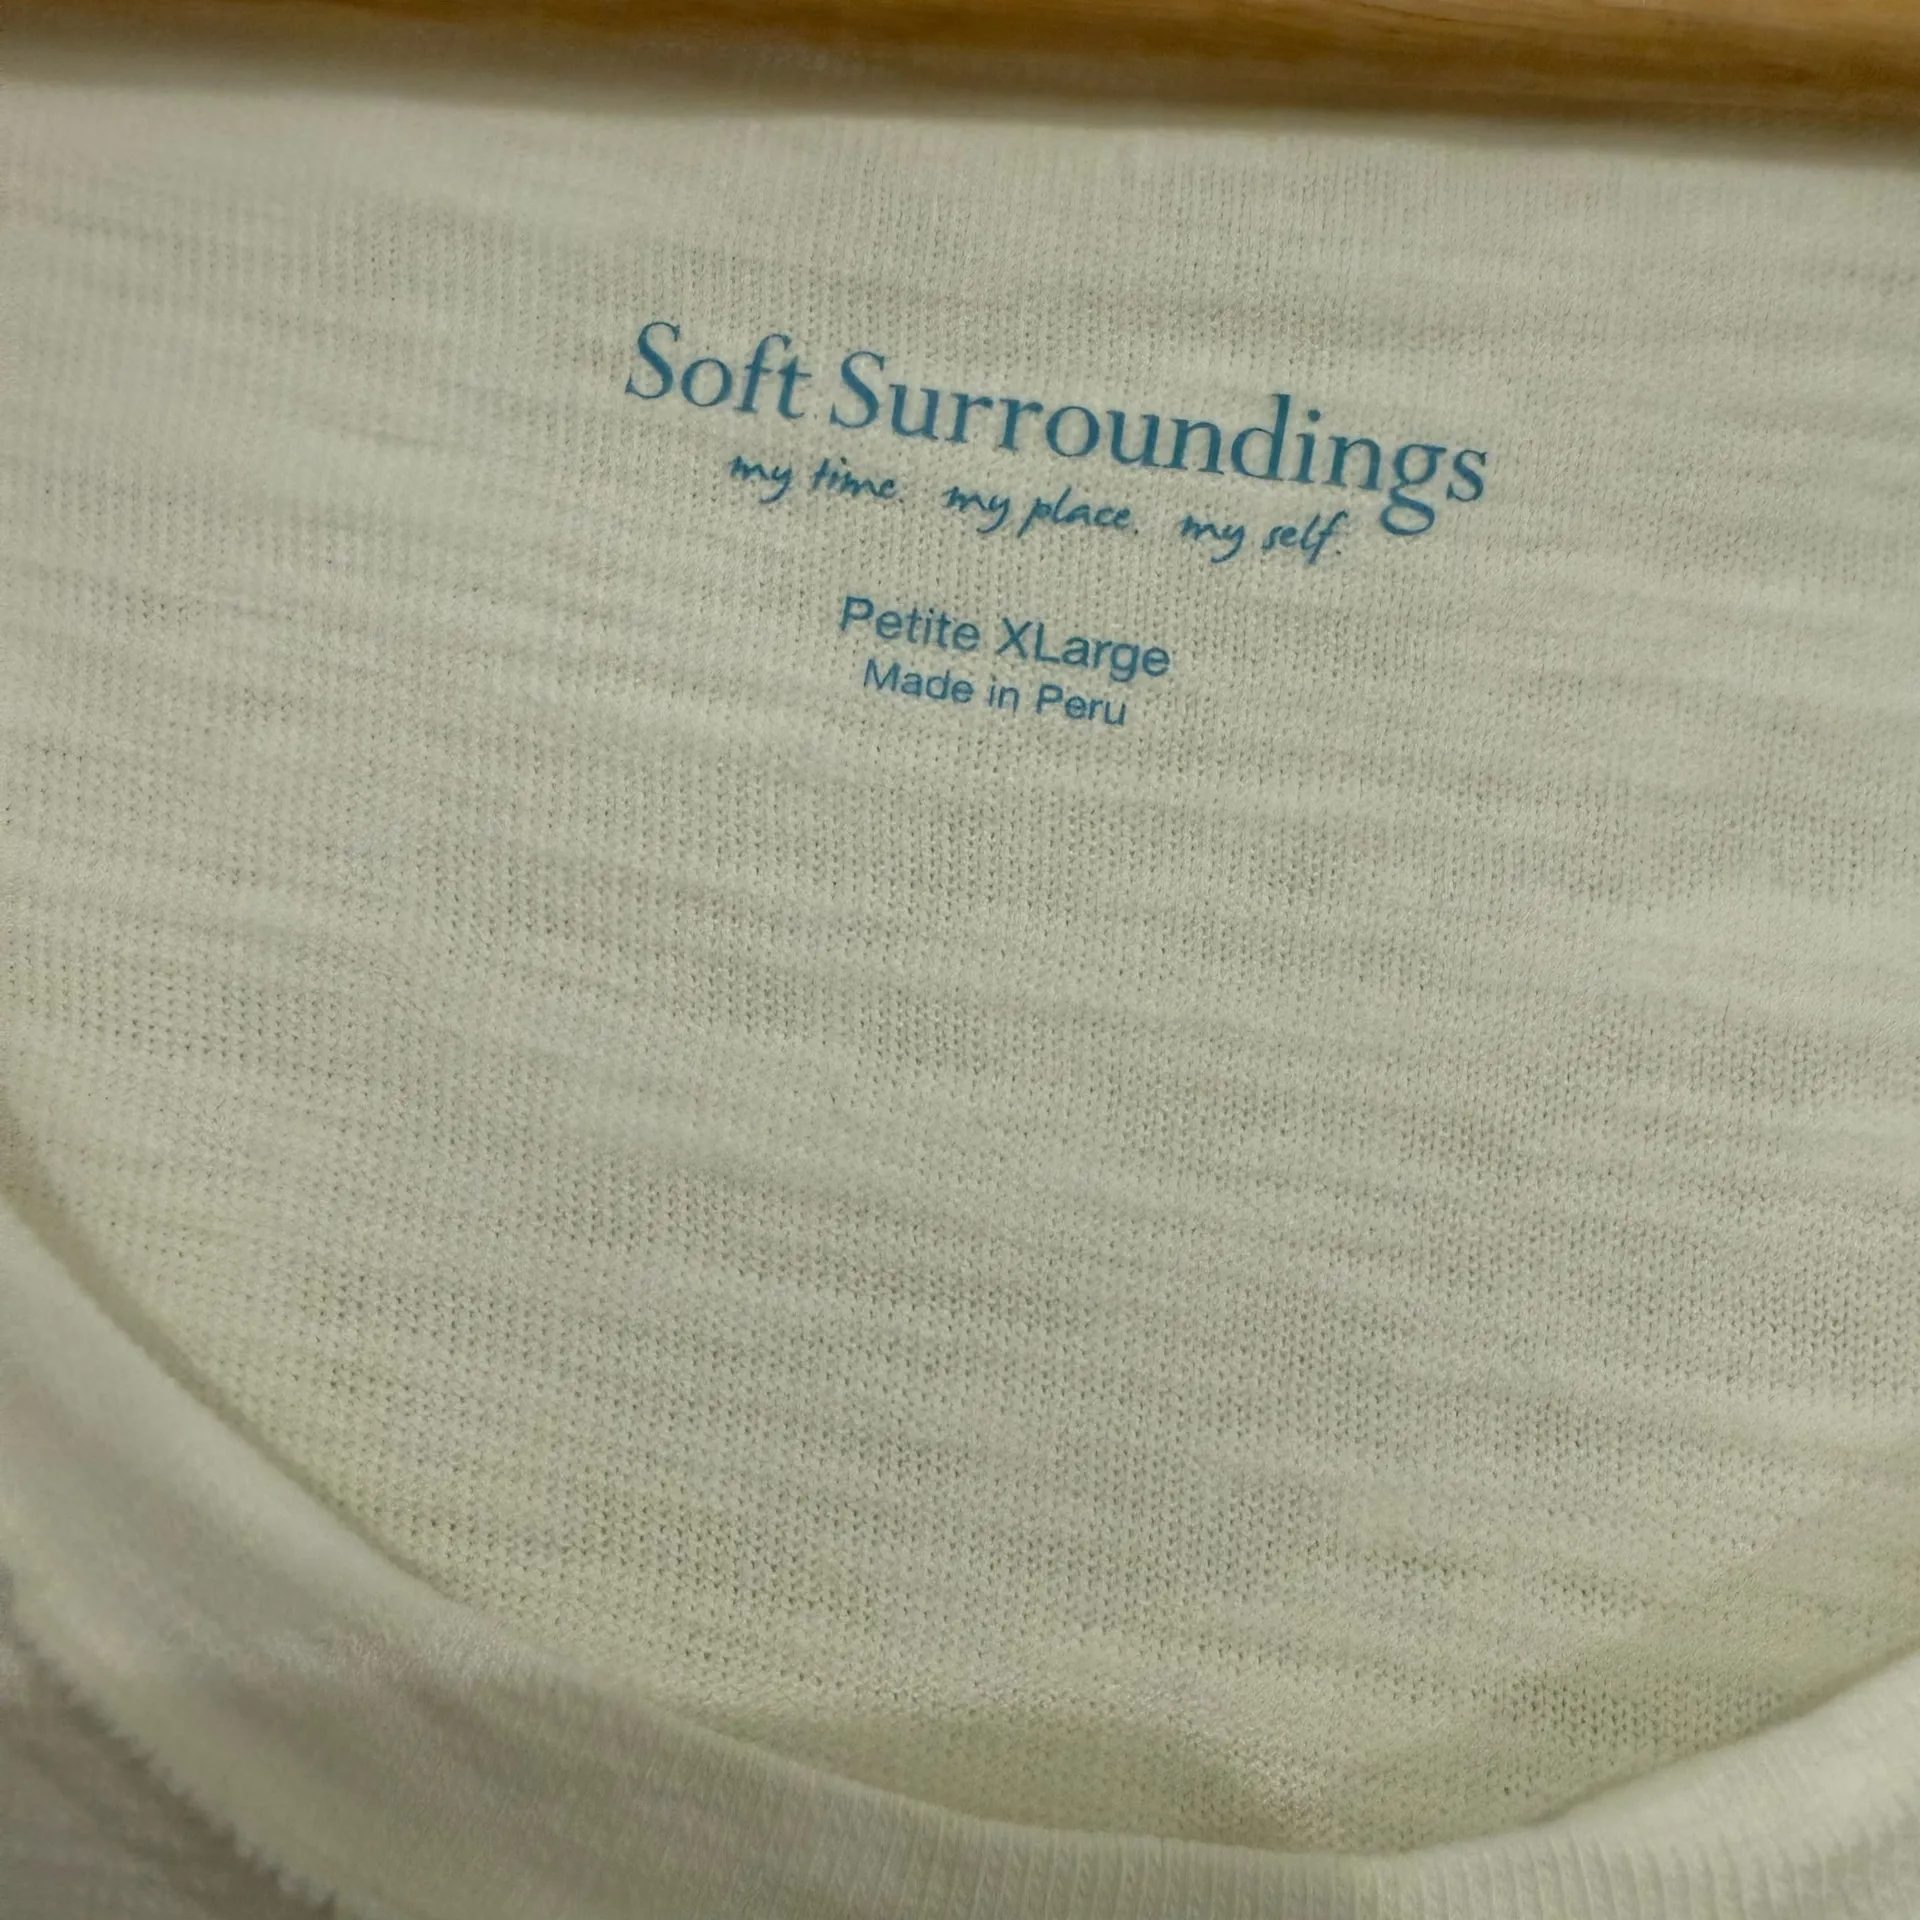 Soft Surroundings
my time. my place. my self.
Petite XLarge
Made in Peru